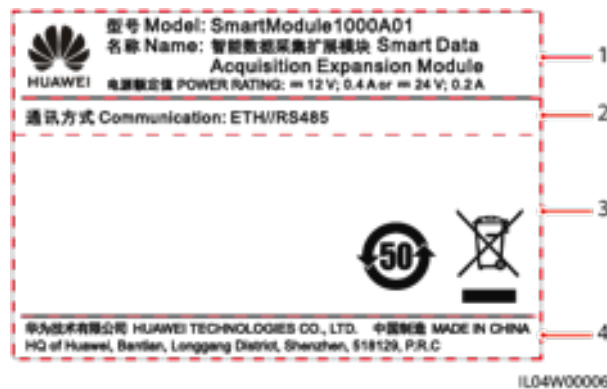 型号 Model: SmartModule1000A01
名称 Name: 智能数据采集扩展模块 Smart Data
Acquisition Expansion Module
HUAWEI
电源额定值 POWER RATING: ⎓ 12 V; 0.4 A or ⎓ 24 V; 0.2 A
1
通讯方式 Communication: ETH//RS485
2
3
50
华为技术有限公司 HUAWEI TECHNOLOGIES CO., LTD. 中国制造 MADE IN CHINA
HQ of Huawei, Bantian, Longgang District, Shenzhen, 518129, P.R.C
4
IL04W00006